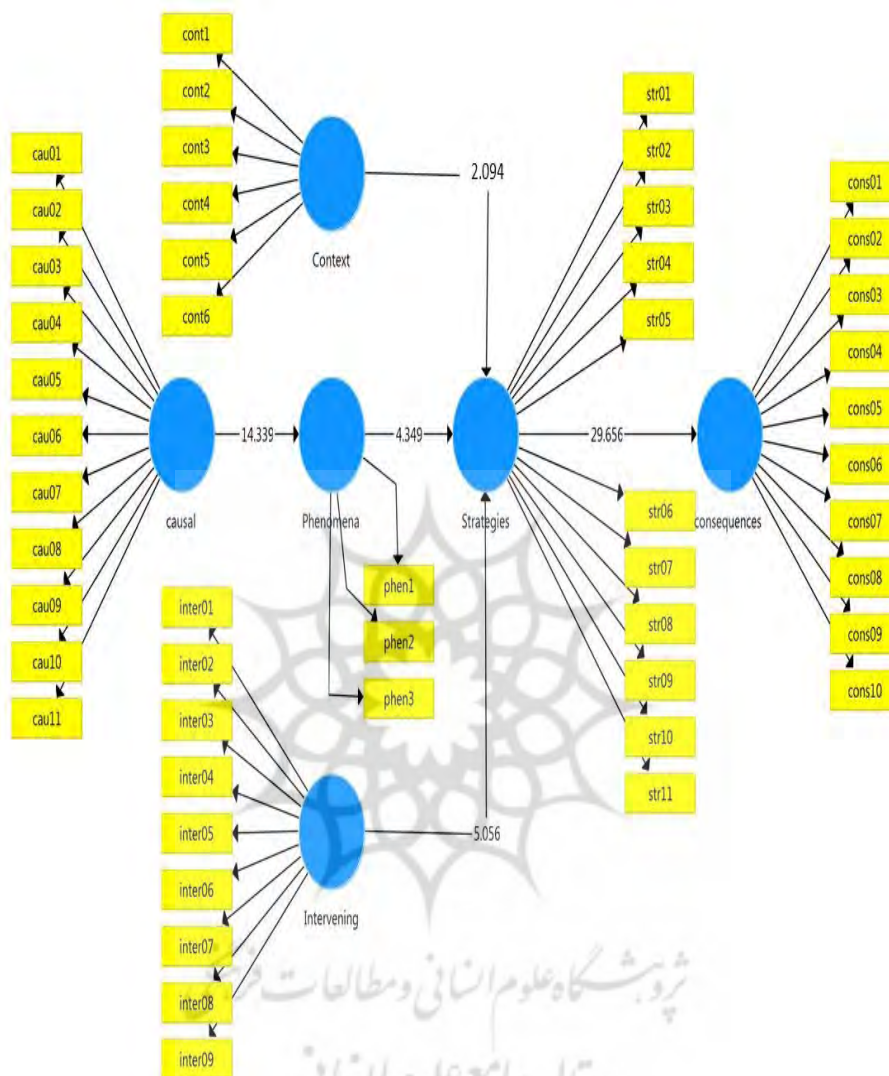 cont1
cont2
cont3
cont4
cont5
cont6
Context
2.094
cau01
cau02
cau03
cau04
cau05
cau06
cau07
cau08
cau09
cau10
cau11
causal
14.339
Phenomena
4.349
Strategies
29.656
consequences
phen1
phen2
phen3
str01
str02
str03
str04
str05
str06
str07
str08
str09
str10
str11
cons01
cons02
cons03
cons04
cons05
cons06
cons07
cons08
cons09
cons10
inter01
inter02
inter03
inter04
inter05
inter06
inter07
inter08
inter09
Intervening
5.056
پژوهشگاه علوم انسانی و مطالعات فرهنگی